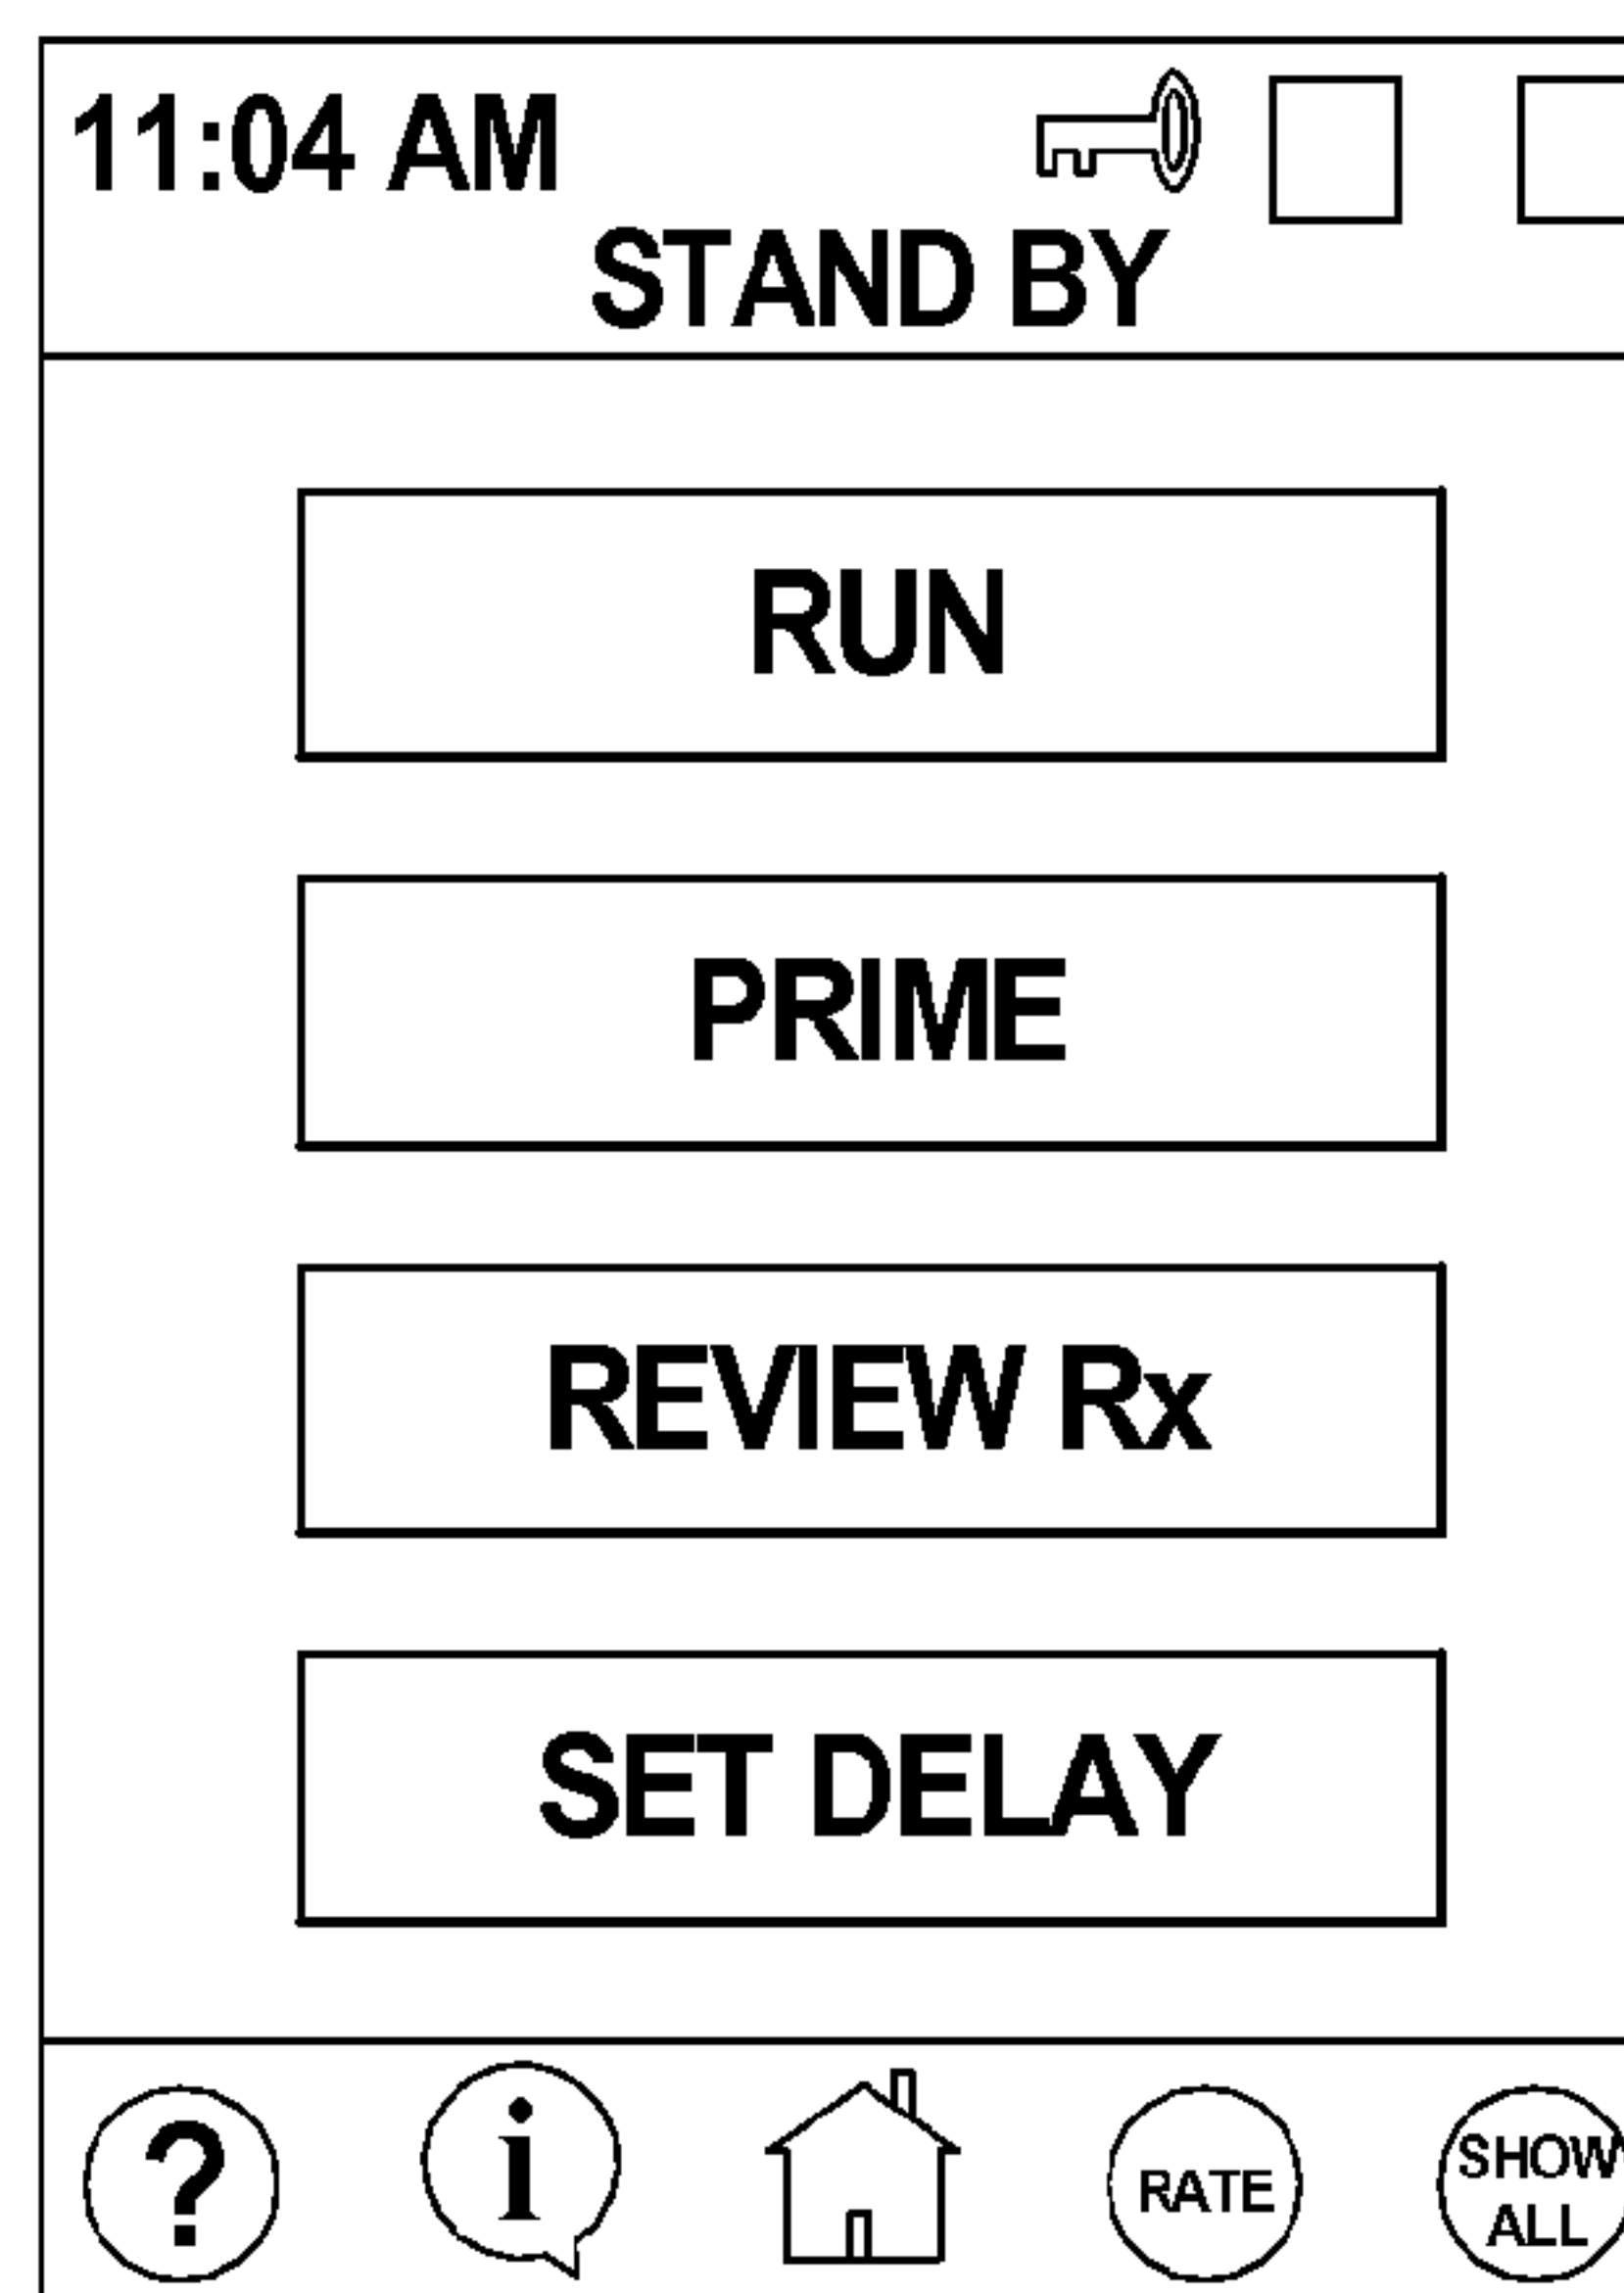 11:04 AM
STAND BY
RUN
PRIME
REVIEW Rx
SET DELAY
? i RATE SHOW
ALL